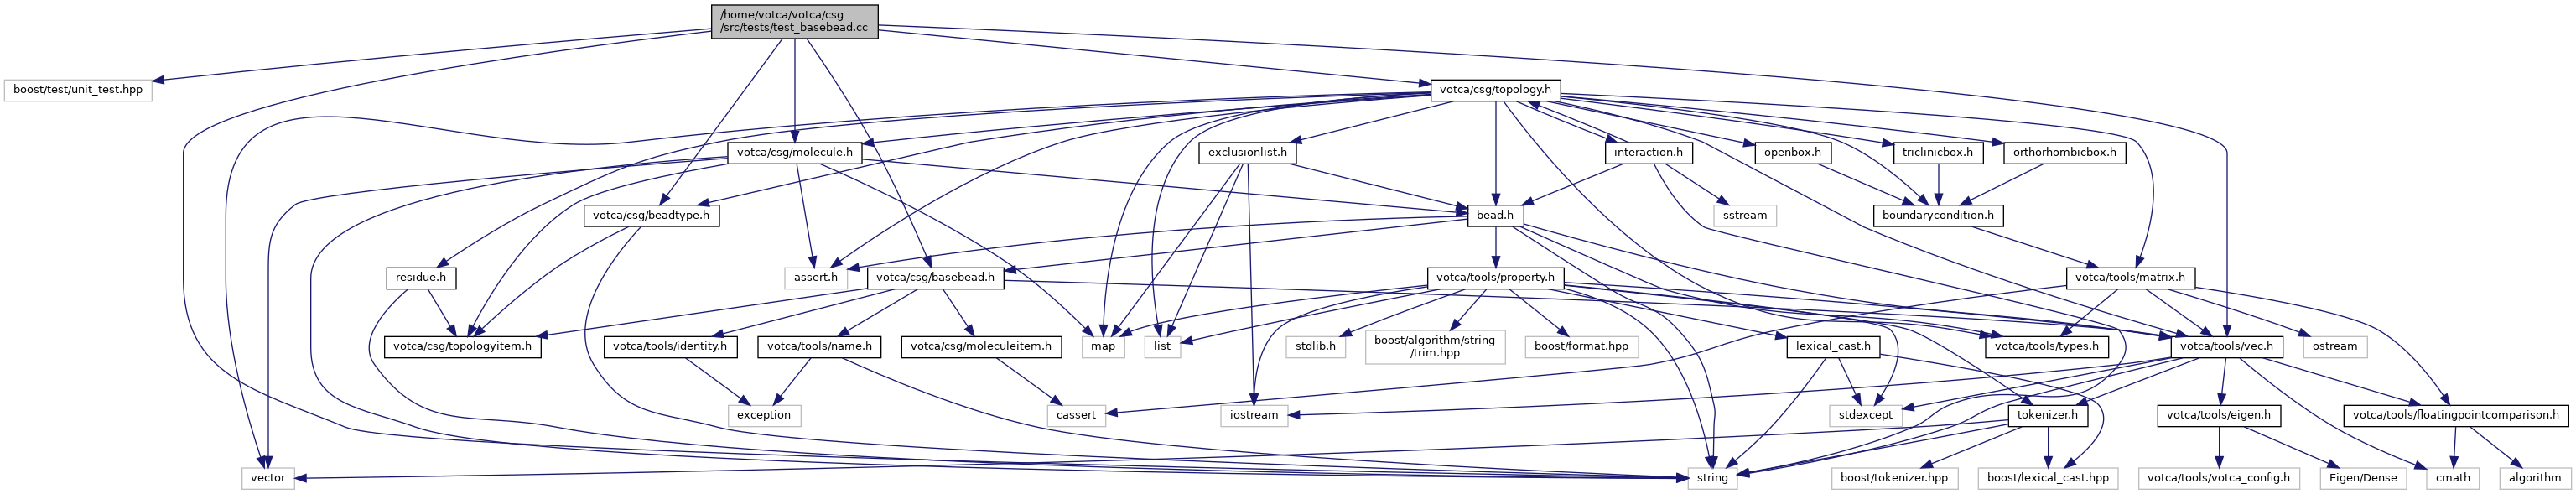 /home/votca/votca/csg
/src/tests/test_basebead.cc
boost/test/unit_test.hpp
votca/csg/topology.h
votca/csg/molecule.h
exclusionlist.h
interaction.h
openbox.h
triclinicbox.h
orthorhombicbox.h
votca/csg/beadtype.h
bead.h
sstream
boundarycondition.h
residue.h
assert.h
votca/csg/basebead.h
votca/tools/property.h
votca/tools/matrix.h
votca/csg/topologyitem.h
votca/tools/identity.h
votca/tools/name.h
votca/csg/moleculeitem.h
map
list
stdlib.h
boost/algorithm/string
/trim.hpp
boost/format.hpp
lexical_cast.h
votca/tools/types.h
votca/tools/vec.h
ostream
exception
cassert
iostream
stdexcept
tokenizer.h
votca/tools/eigen.h
votca/tools/floatingpointcomparison.h
vector
string
boost/tokenizer.hpp
boost/lexical_cast.hpp
votca/tools/votca_config.h
Eigen/Dense
cmath
algorithm